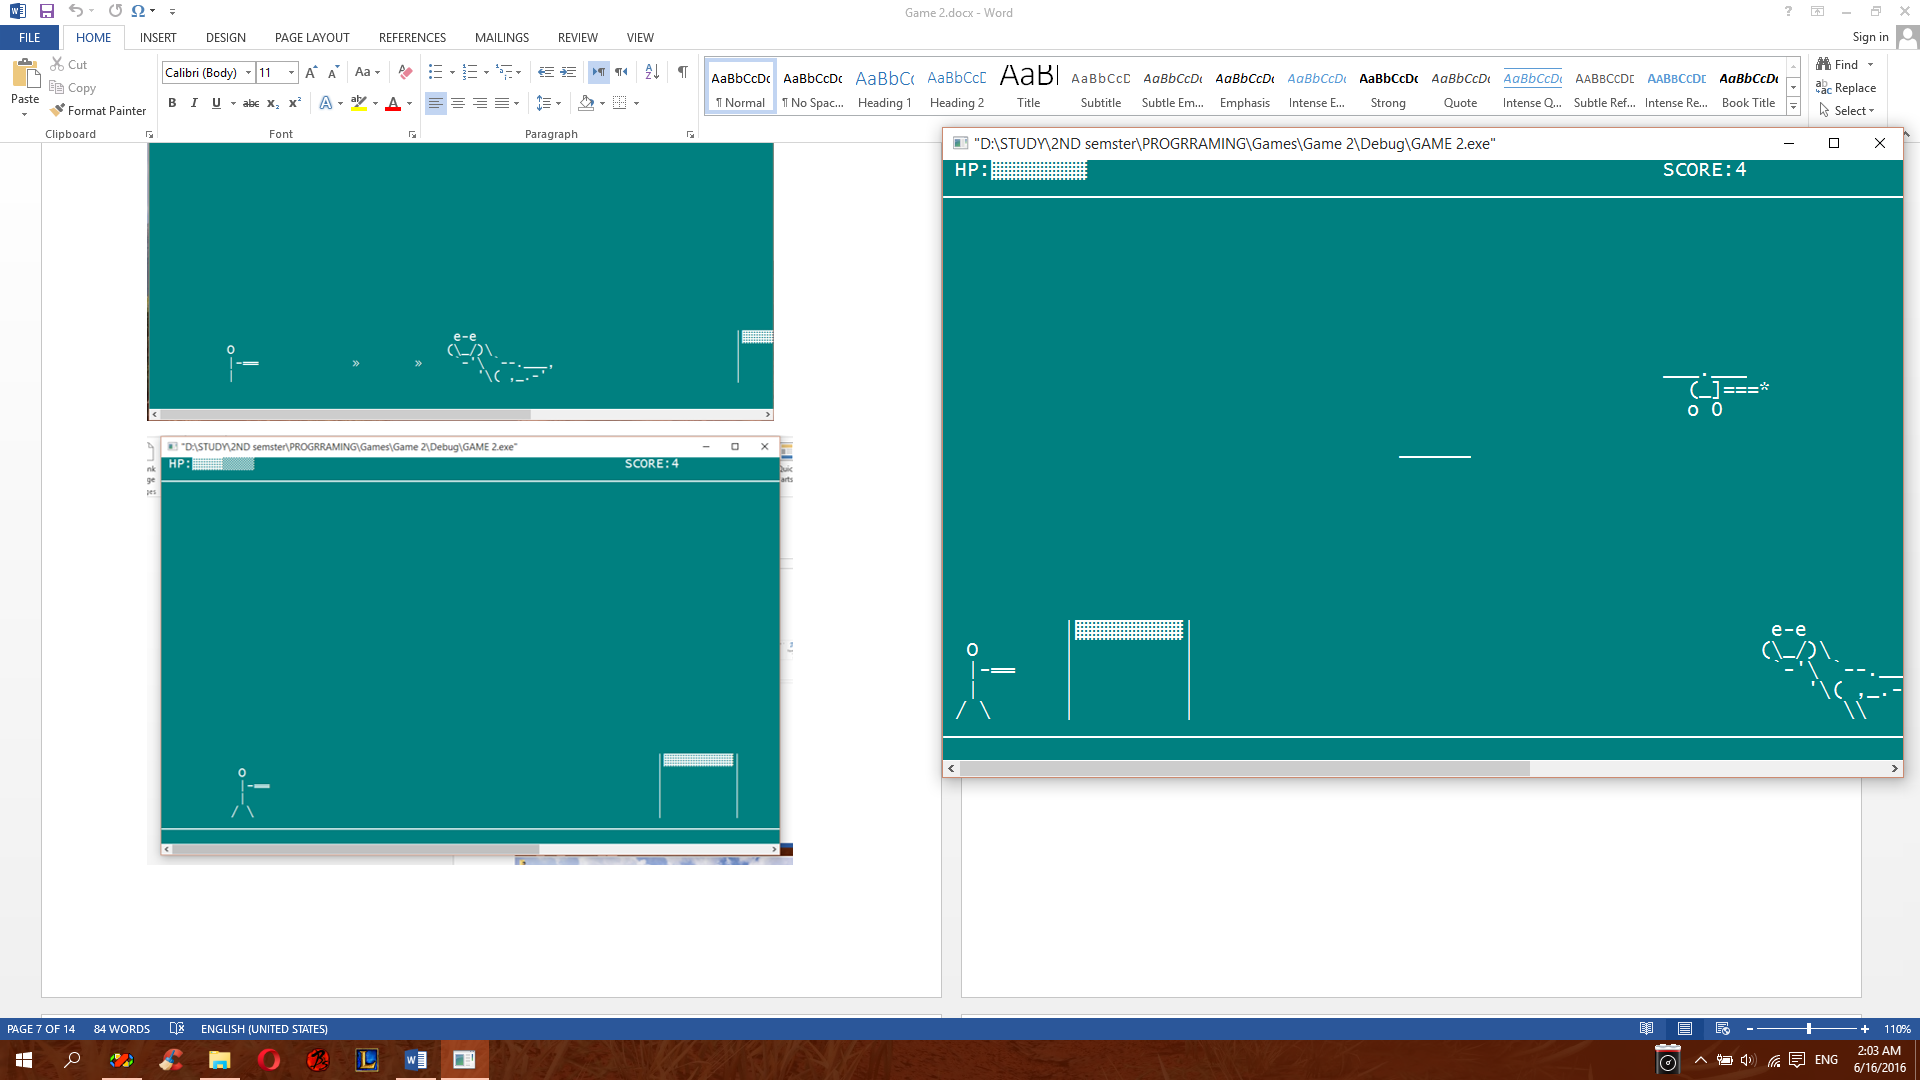 Game 2.docx - Word
FILE HOME INSERT DESIGN PAGE LAYOUT REFERENCES MAILINGS REVIEW VIEW Sign in
Paste
Cut
Copy
Format Painter
Clipboard
Calibri (Body) 11
Font
Paragraph
AaBbCcDc AaBbCcDc AaBbCc AaBbCcD AaBl AaBbCcD AaBbCcDc AaBbCcDc AaBbCcDc AaBbCcDc AaBbCcDc AaBbCcDc AaBbCcDc AaBbCcDc AaBbCcDc
¶ Normal ¶ No Spac... Heading 1 Heading 2 Title Subtitle Subtle Em... Emphasis Intense E... Strong Quote Intense Q... Subtle Ref... Intense Re... Book Title
Find
Replace
Select
"D:\STUDY\2ND semster\PROGRRAMING\Games\Game 2\Debug\GAME 2.exe"
HP: SCORE:4
"D:\STUDY\2ND semster\PROGRRAMING\Games\Game 2\Debug\GAME 2.exe"
HP: SCORE:4
PAGE 7 OF 14 84 WORDS ENGLISH (UNITED STATES) 110%
ENG
2:03 AM
6/16/2016